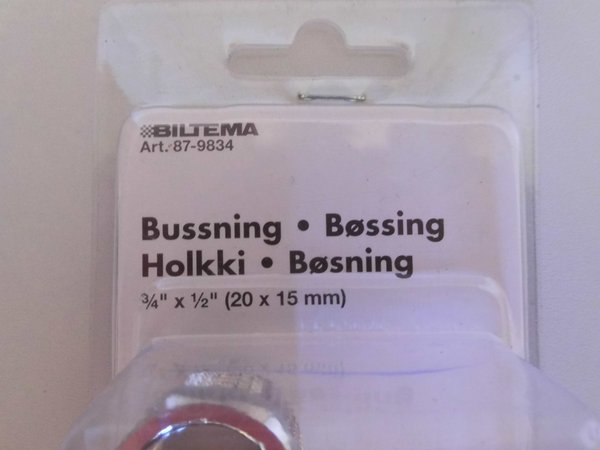 BILTEMA
Art. 87-9834
Bussning • Bøssing
Holkki • Bøsning
¾" x ½" (20 x 15 mm)